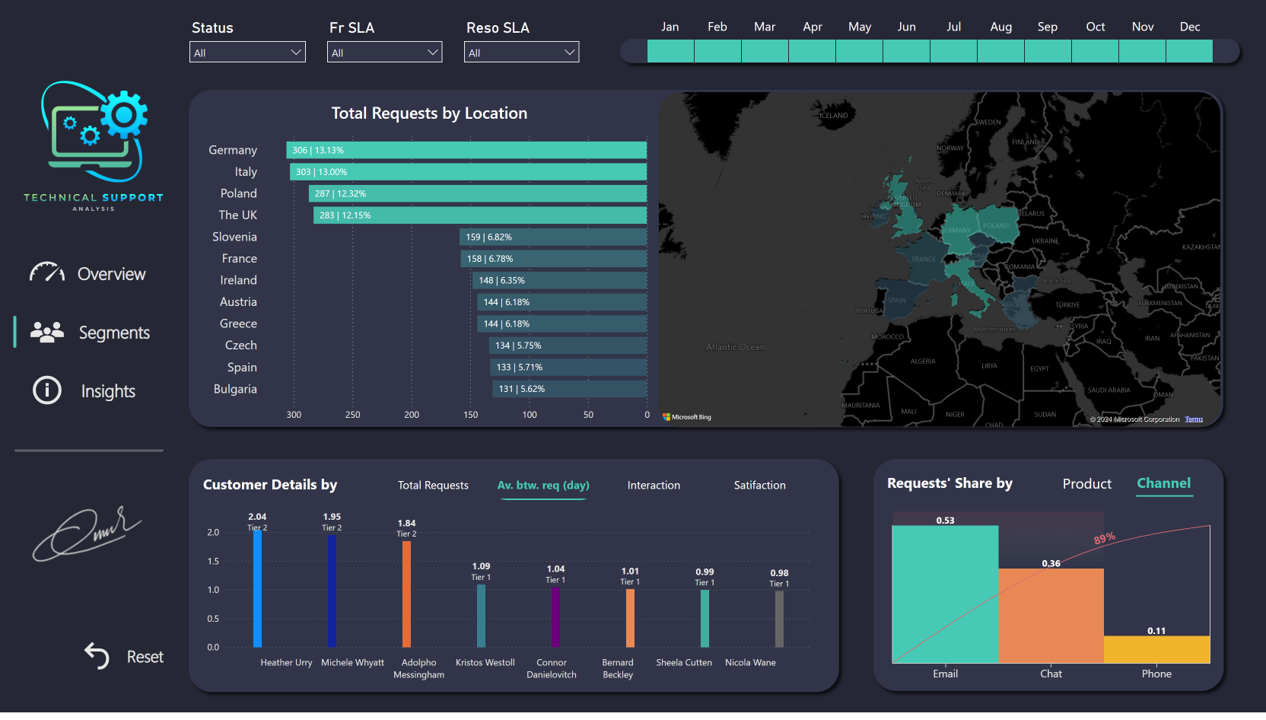 Status
Fr SLA
Reso SLA
All
All
All
Jan Feb Mar Apr May Jun Jul Aug Sep Oct Nov Dec
TECHNICAL SUPPORT
ANALYSIS
Overview
Segments
Insights
Reset
Total Requests by Location
Germany 306 | 13.13%
Italy 303 | 13.00%
Poland 287 | 12.32%
The UK 283 | 12.15%
Slovenia 159 | 6.82%
France 158 | 6.78%
Ireland 148 | 6.35%
Austria 144 | 6.18%
Greece 144 | 6.18%
Czech 134 | 5.75%
Spain 133 | 5.71%
Bulgaria 131 | 5.62%
300 250 200 150 100 50 0
ICELAND
SWEDEN
FINLAND
NORWAY
DENMARK
UNITED
KINGDOM
IRELAND
BELARUS
GERMANY
POLAND
UKRAINE
KAZAKHSTAN
FRANCE
ROMANIA
SPAIN
PORTUGAL
TÜRKIYE
UZBEKISTAN
TURKMENISTAN
Mediterranean
SYRIA
Atlantic Ocean
MOROCCO
IRAQ
IRAN
AFGHANISTAN
PAKISTAN
ALGERIA
LIBYA
EGYPT
SAUDI ARABIA
OMAN
MAURITANIA
MALI
NIGER
SUDAN
CHAD
Microsoft Bing
© 2024 Microsoft Corporation Terms
Customer Details by
Total Requests
Av. btw. req (day)
Interaction
Satifaction
2.0
1.5
1.0
0.5
0.0
2.04
Tier 2
1.95
Tier 2
1.84
Tier 2
1.09
Tier 1
1.04
Tier 1
1.01
Tier 1
0.99
Tier 1
0.98
Tier 1
Heather Urry
Michele Whyatt
Adolpho
Messingham
Kristos Westoll
Connor
Danielovitch
Bernard
Beckley
Sheela Cutten
Nicola Wane
Requests' Share by
Product
Channel
0.53
89%
0.36
0.11
Email
Chat
Phone